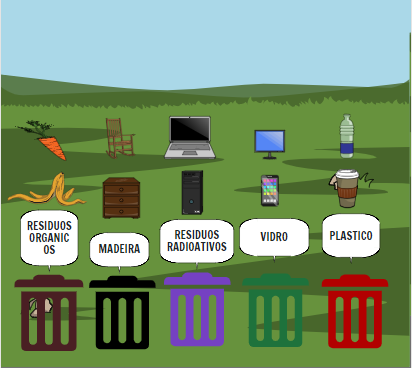 RESIDUOS
ORGANIC
OS
MADEIRA
RESIDUOS
RADIOATIVOS
VIDRO
PLASTICO